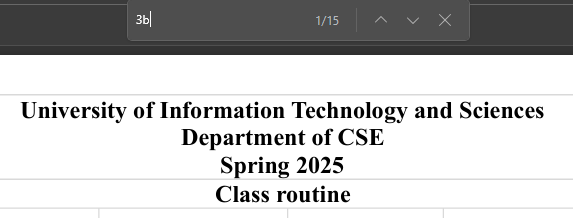 3b 1/15
University of Information Technology and Sciences
Department of CSE
Spring 2025
Class routine